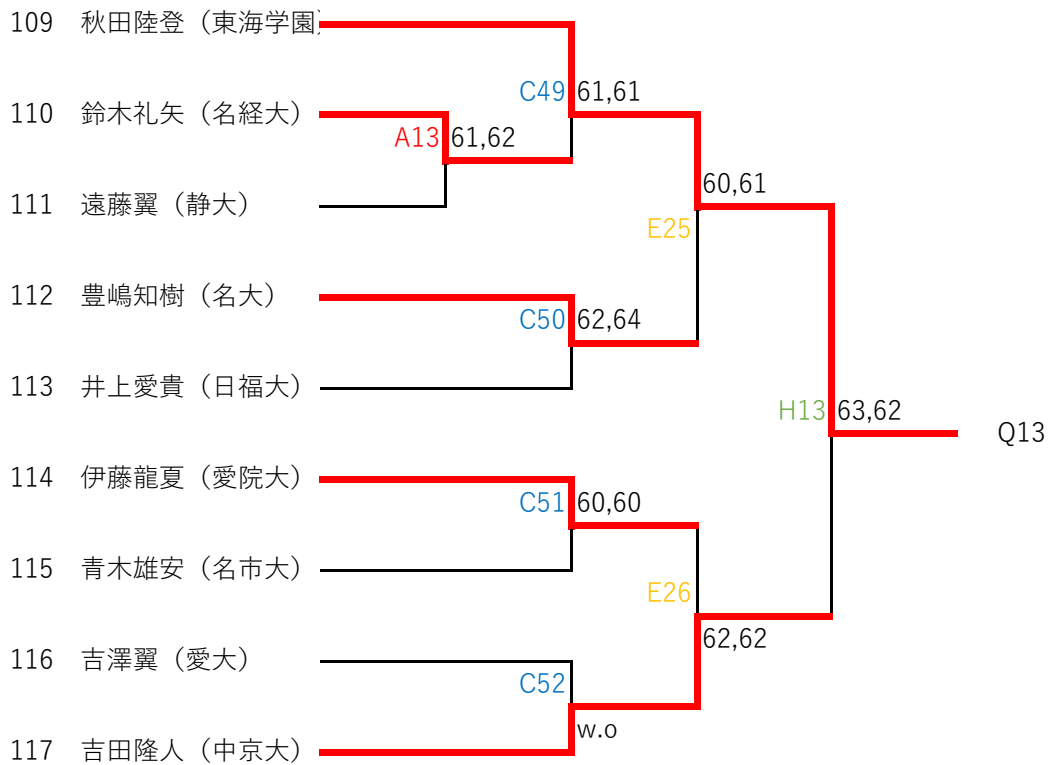 109 秋田陸登（東海学園）
C49 61,61
110 鈴木礼矢（名経大）
A13 61,62
60,61
111 遠藤翼（静大）
E25
112 豊嶋知樹（名大）
C50 62,64
113 井上愛貴（日福大）
H13 63,62
Q13
114 伊藤龍夏（愛院大）
C51 60,60
115 青木雄安（名市大）
E26
62,62
116 吉澤翼（愛大）
C52
w.o
117 吉田隆人（中京大）